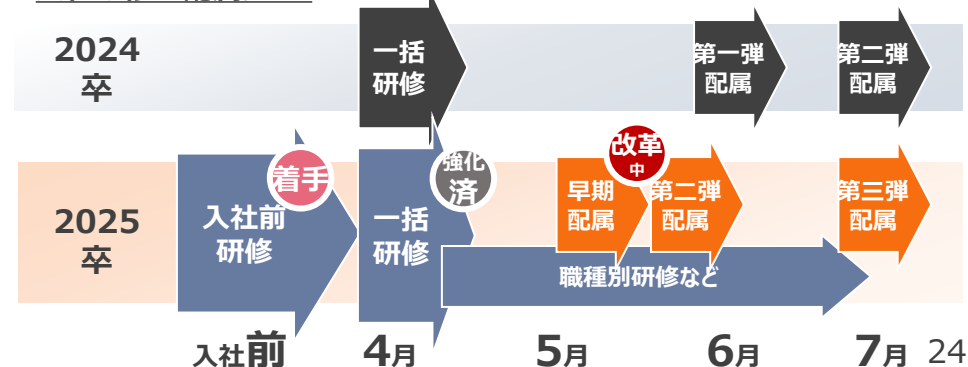 2024
卒
一括
研修
第一弾
配属
第二弾
配属
2025
卒
入社前
研修
着手
一括
研修
強化
済
早期
配属
改革
中
第二弾
配属
第三弾
配属
職種別研修など
入社前
4月
5月
6月
7月
24